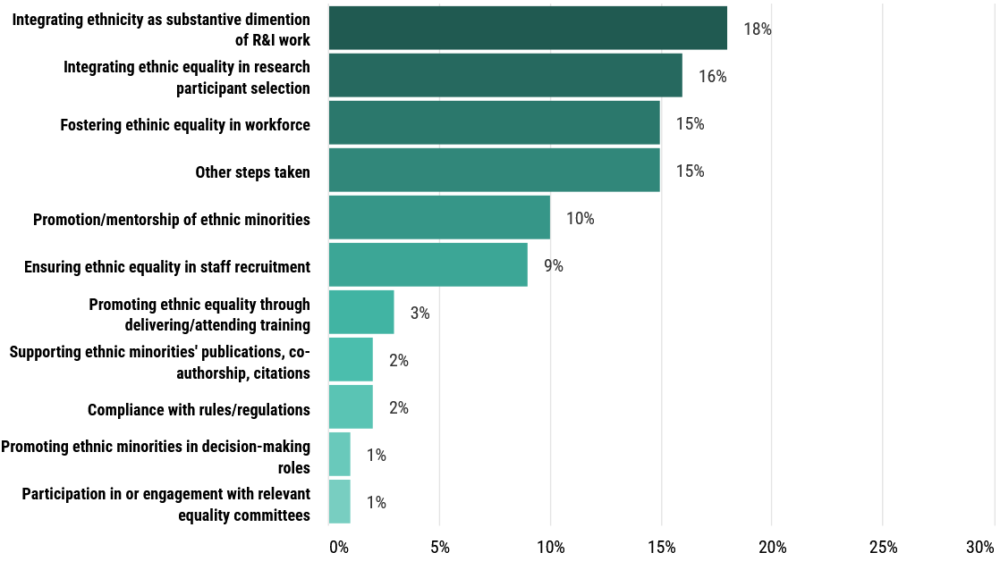 Integrating ethnicity as substantive dimention
of R&I work
18%
Integrating ethnic equality in research
participant selection
16%
Fostering ethinic equality in workforce
15%
Other steps taken
15%
Promotion/mentorship of ethnic minorities
10%
Ensuring ethnic equality in staff recruitment
9%
Promoting ethnic equality through
delivering/attending training
3%
Supporting ethnic minorities' publications, co-
authorship, citations
2%
Compliance with rules/regulations
2%
Promoting ethnic minorities in decision-making
roles
1%
Participation in or engagement with relevant
equality committees
1%
0% 5% 10% 15% 20% 25% 30%